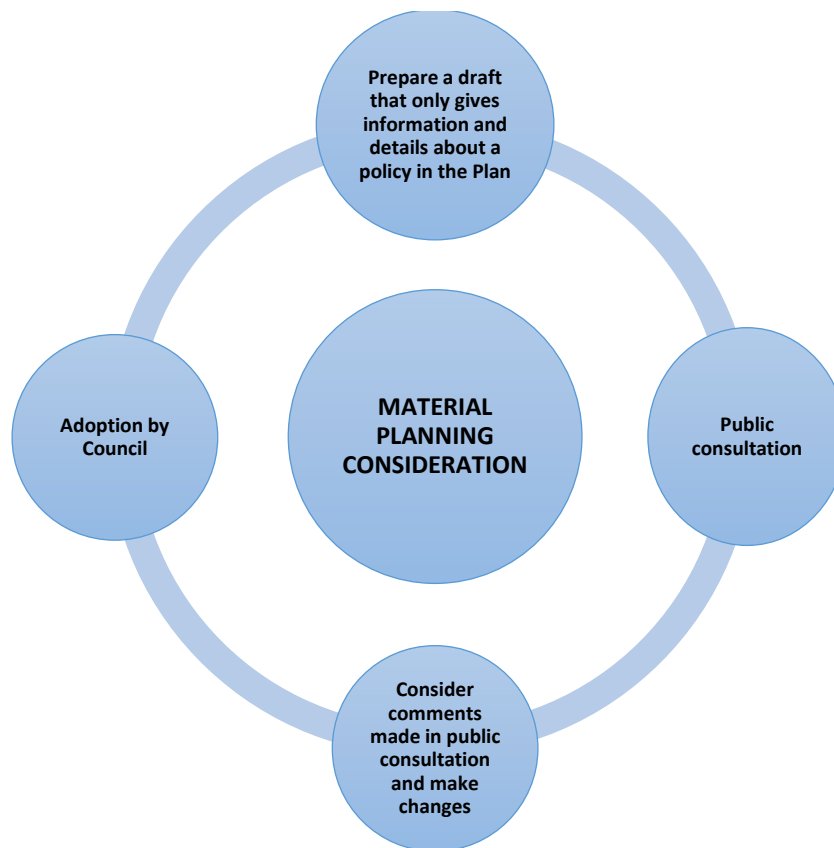 Prepare a draft
that only gives
information and
details about a
policy in the Plan
Public
consultation
Consider
comments
made in public
consultation
and make
changes
Adoption by
Council
MATERIAL
PLANNING
CONSIDERATION